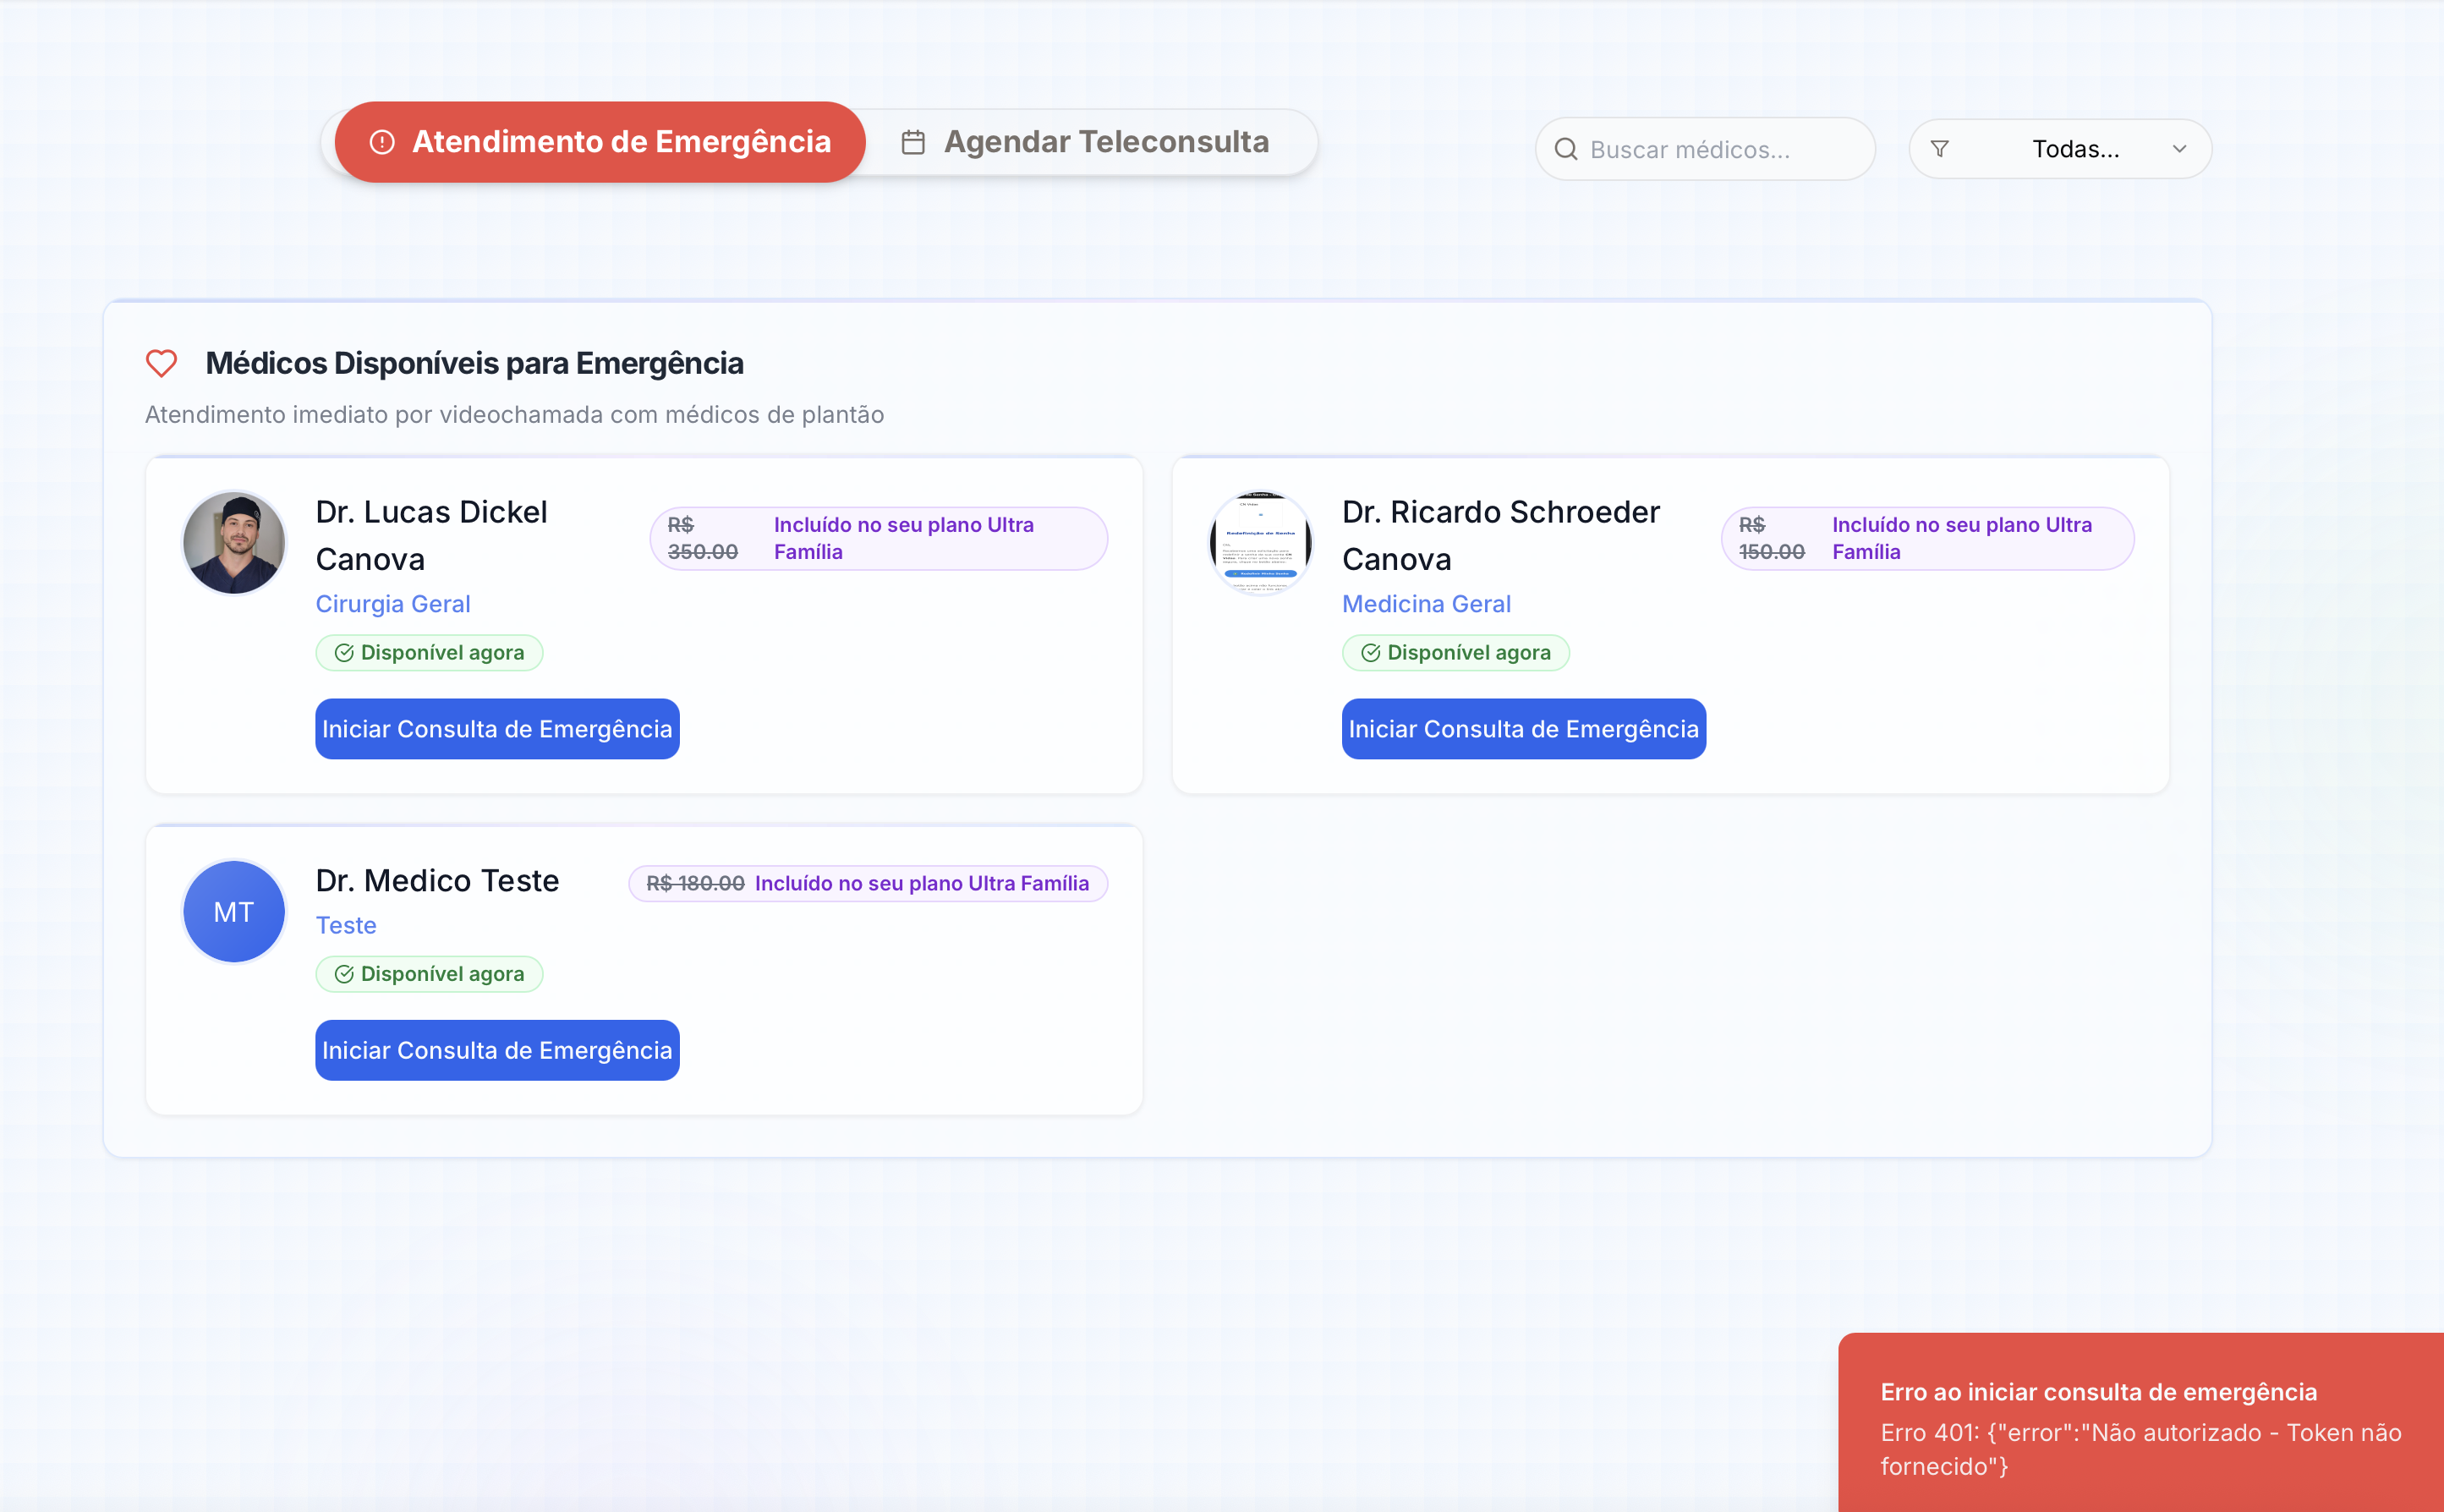 Atendimento de Emergência
Agendar Teleconsulta
Buscar médicos...
Todas...
Médicos Disponíveis para Emergência
Atendimento imediato por videochamada com médicos de plantão
Dr. Lucas Dickel
Canova
R$
350.00
Incluído no seu plano Ultra
Família
Cirurgia Geral
Disponível agora
Iniciar Consulta de Emergência
Redefinição de Senha
Dr. Ricardo Schroeder
Canova
R$
150.00
Incluído no seu plano Ultra
Família
Medicina Geral
Disponível agora
Iniciar Consulta de Emergência
MT
Dr. Medico Teste
R$ 180.00 Incluído no seu plano Ultra Família
Teste
Disponível agora
Iniciar Consulta de Emergência
Erro ao iniciar consulta de emergência
Erro 401: {"error":"Não autorizado - Token não
fornecido"}